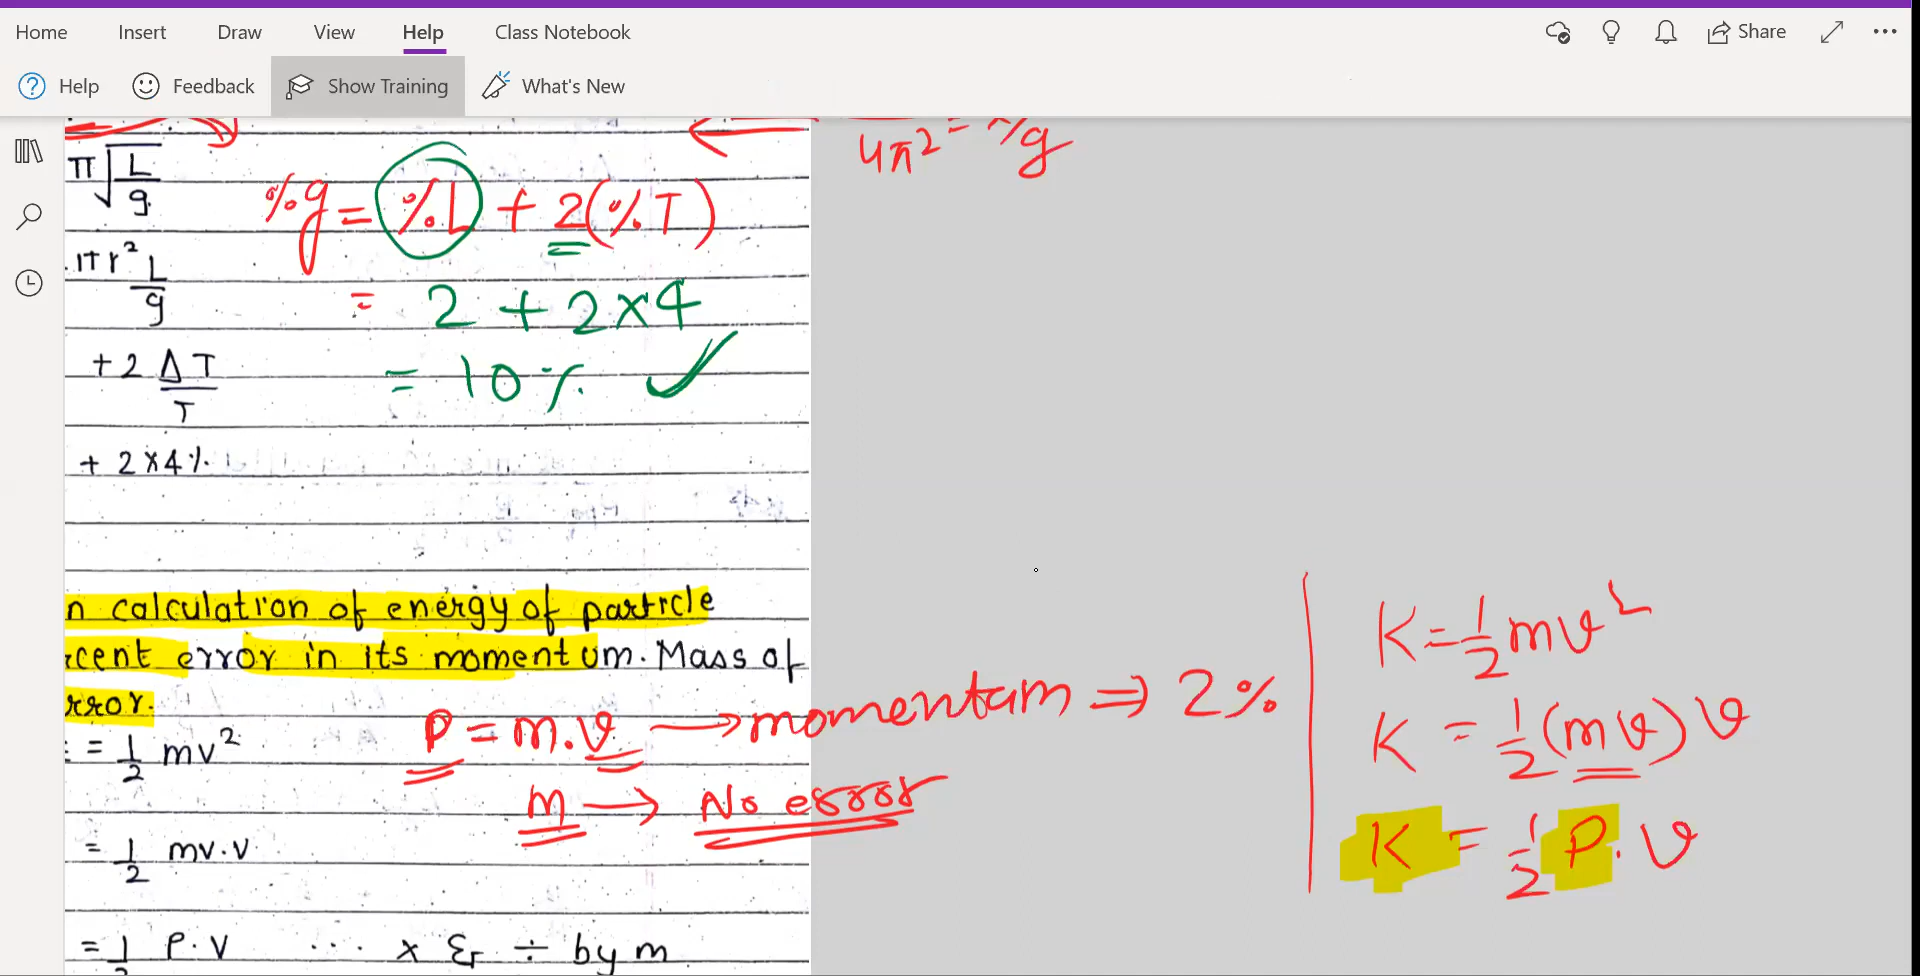 Home Insert Draw View Help Class Notebook Share
Help Feedback Show Training What's New
π√L/g
%g = %L + 2(%T)
4π² = x/g
.π r² L/g
= 2 + 2×4
+ 2 ΔT/T
= 10%
+ 2×4%
n calculation of energy of particle
rcent error in its momentum. Mass of
rror.
P = m.v → momentum ⇒ 2%
m → No error
= 1/2 mv²
= 1/2 mv.v
= 1/2 P.V .... × & ÷ by m
K = 1/2 mv²
K = 1/2 (mv) v
K = 1/2 P. v